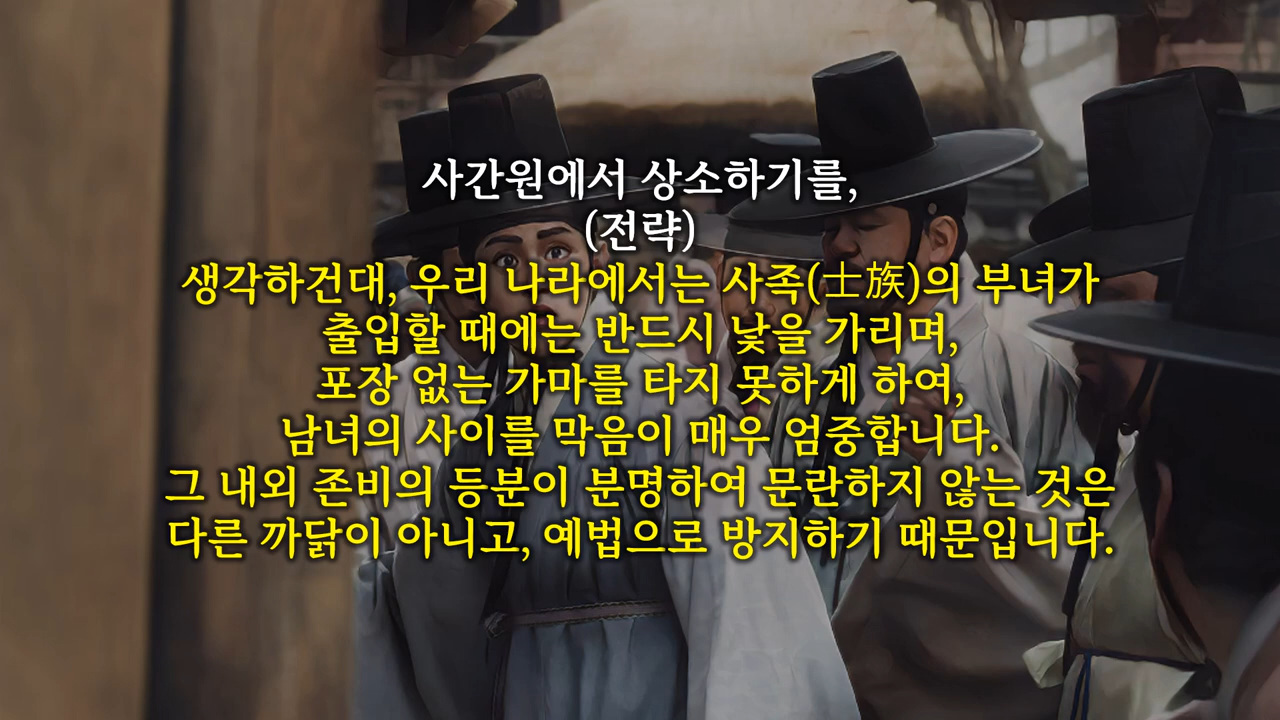 사간원에서 상소하기를,
(전략)
생각하건대, 우리 나라에서는 사족(士族)의 부녀가
출입할 때에는 반드시 낯을 가리며,
포장 없는 가마를 타지 못하게 하여,
남녀의 사이를 막음이 매우 엄중합니다.
그 내외 존비의 등분이 분명하여 문란하지 않는 것은
다른 까닭이 아니고, 예법으로 방지하기 때문입니다.